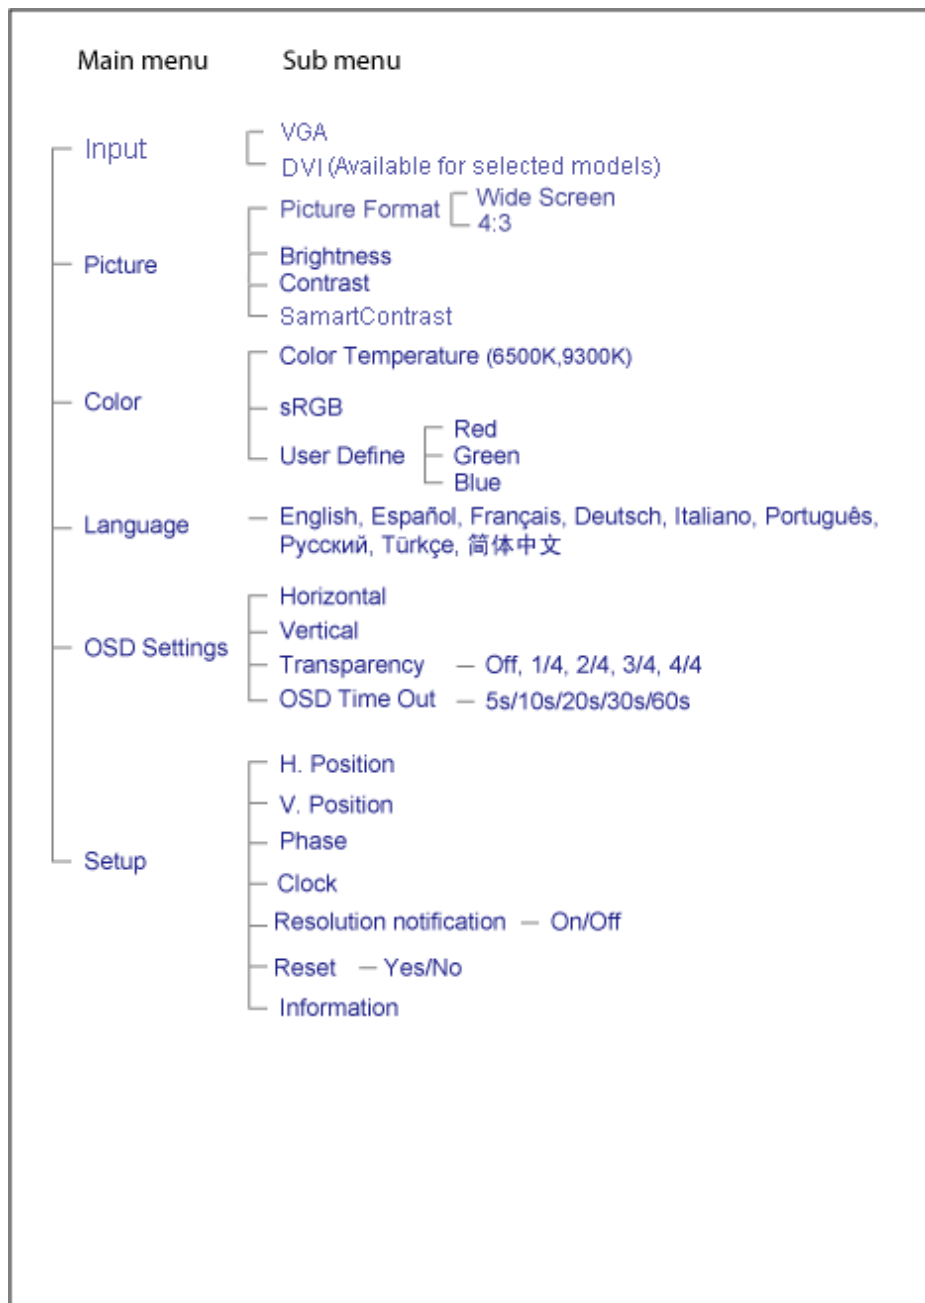 Main menu Sub menu
Input VGA
DVI (Available for selected models)
Picture Format Wide Screen
4:3
Picture Brightness
Contrast
SamartContrast
Color Temperature (6500K,9300K)
Color sRGB
Red
User Define Green
Blue
Language English, Español, Français, Deutsch, Italiano, Português,
Русский, Türkçe, 简体中文
Horizontal
Vertical
OSD Settings
Transparency Off, 1/4, 2/4, 3/4, 4/4
OSD Time Out 5s/10s/20s/30s/60s
H. Position
V. Position
Phase
Setup
Clock
Resolution notification On/Off
Reset Yes/No
Information